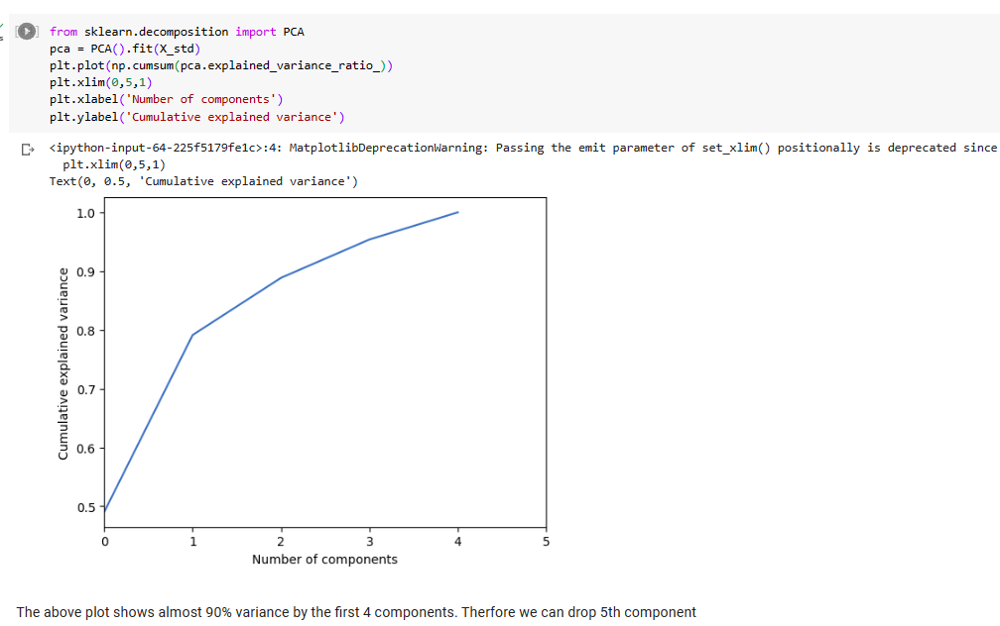 from sklearn.decomposition import PCA
pca = PCA().fit(X_std)
plt.plot(np.cumsum(pca.explained_variance_ratio_))
plt.xlim(0,5,1)
plt.xlabel('Number of components')
plt.ylabel('Cumulative explained variance')
<ipython-input-64-225f5179fe1c>:4: MatplotlibDeprecationWarning: Passing the emit parameter of set_xlim() positionally is deprecated since
plt.xlim(0,5,1)
Text(0, 0.5, 'Cumulative explained variance')
1.0
0.9
0.8
0.7
0.6
0.5
Cumulative explained variance
0 1 2 3 4 5
Number of components
The above plot shows almost 90% variance by the first 4 components. Therfore we can drop 5th component